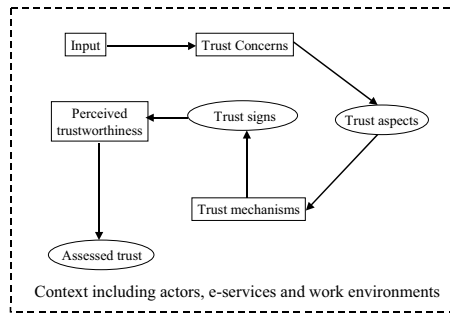 Input
Trust Concerns
Perceived
trustworthiness
Trust signs
Trust aspects
Trust mechanisms
Assessed trust
Context including actors, e-services and work environments